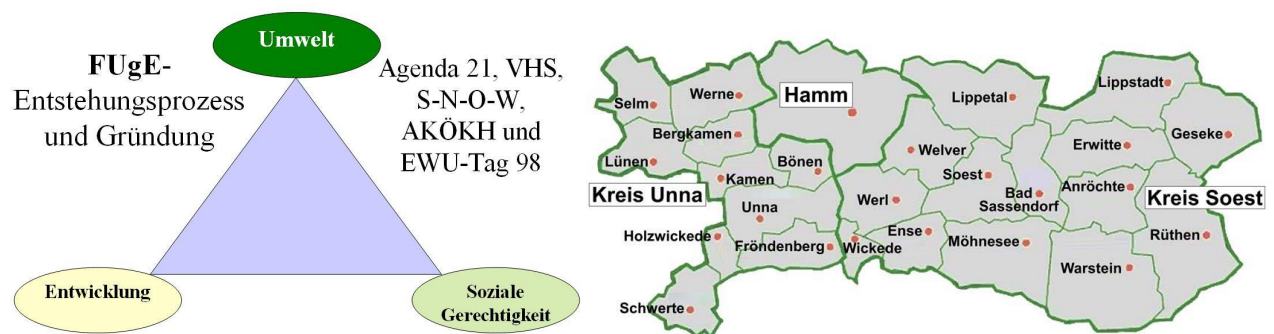 Umwelt
FUgE-
Entstehungsprozess
und Gründung
Agenda 21, VHS,
S-N-O-W,
AKÖKH und
EWU-Tag 98
Entwicklung
Soziale
Gerechtigkeit
Selm
Werne
Hamm
Lippetal
Lippstadt
Bergkamen
Geseke
Lünen
Bönen
Welver
Erwitte
Kamen
Soest
Kreis Unna
Bad
Sassendorf
Anröchte
Kreis Soest
Unna
Werl
Holzwickede
Fröndenberg
Wickede
Ense
Möhnesee
Rüthen
Warstein
Schwerte